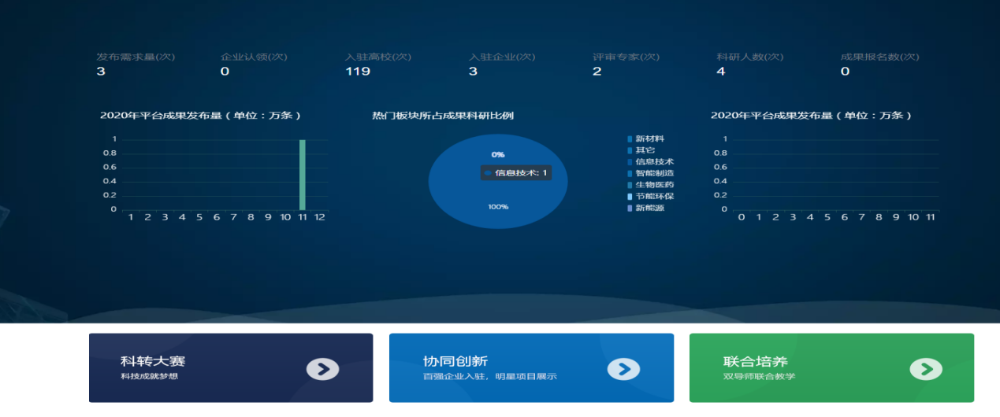 发布需求量(次) 企业认领(次) 入驻高校(次) 入驻企业(次) 评审专家(次) 科研人数(次) 成果报名数(次)
3 0 119 3 2 4 0
2020年平台成果发布量(单位:万条)
1
0.8
0.6
0.4
0.2
0
1 2 3 4 5 6 7 8 9 10 11 12
热门板块所占成果科研比例
0%
信息技术: 1
100%
新材料
其它
信息技术
智能制造
生物医药
节能环保
新能源
2020年平台成果发布量(单位:万条)
1
0.8
0.6
0.4
0.2
0
0 1 2 3 4 5 6 7 8 9 10 11
科转大赛
科技成就梦想
协同创新
百强企业入驻，明星项目展示
联合培养
双导师联合教学